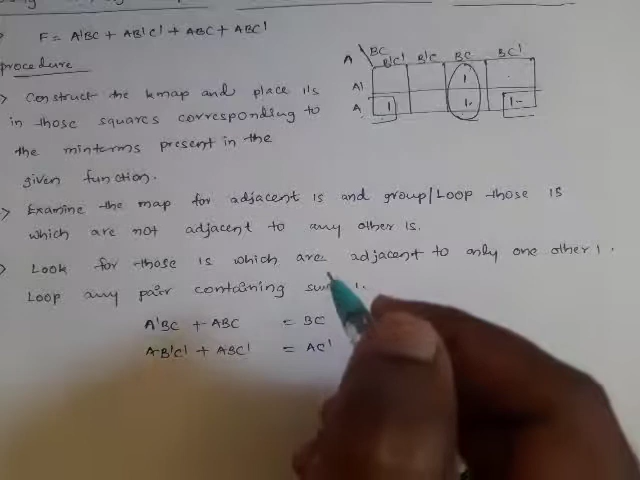 F = A'BC + AB'C' + ABC + ABC'
procedure
A \ BC
B'C' B'C BC BC'
A' 1
A 1 1 1
> Construct the kmap and place 1s
in those squares corresponding to
the minterms present in the
given function.
> Examine the map for adjacent 1s and group/Loop those 1s
which are not adjacent to any other 1s.
> Look for those 1s which are adjacent to only one other 1.
Loop any pair containing such 1.
A'BC + ABC = BC
AB'C' + ABC' = AC'